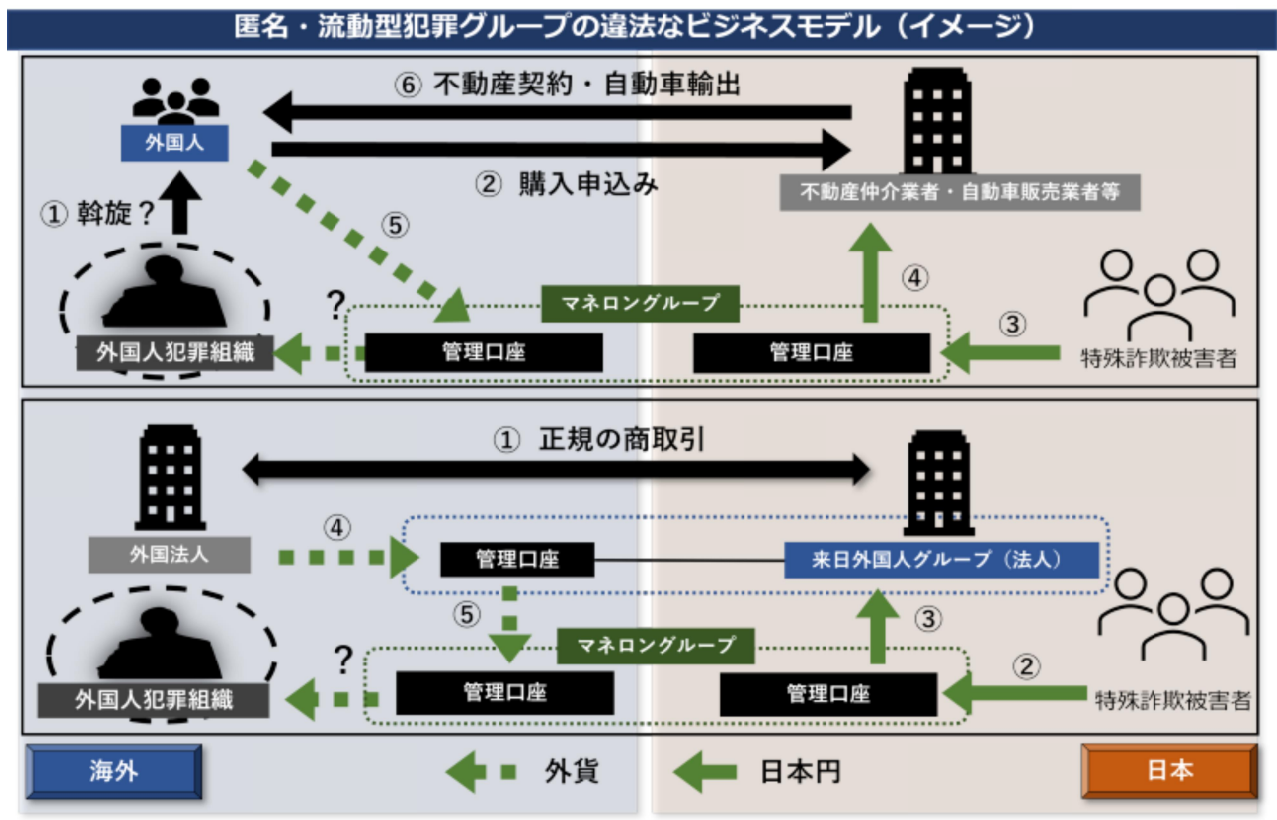 匿名・流動型犯罪グループの違法なビジネスモデル（イメージ）
⑥ 不動産契約・自動車輸出
外国人
② 購入申込み
不動産仲介業者・自動車販売業者等
① 斡旋？
⑤
④
？
マネロングループ
③
外国人犯罪組織
管理口座
管理口座
特殊詐欺被害者
① 正規の商取引
④
外国法人
管理口座
来日外国人グループ（法人）
⑤
③
マネロングループ
？
②
外国人犯罪組織
管理口座
管理口座
特殊詐欺被害者
海外
外貨
日本円
日本